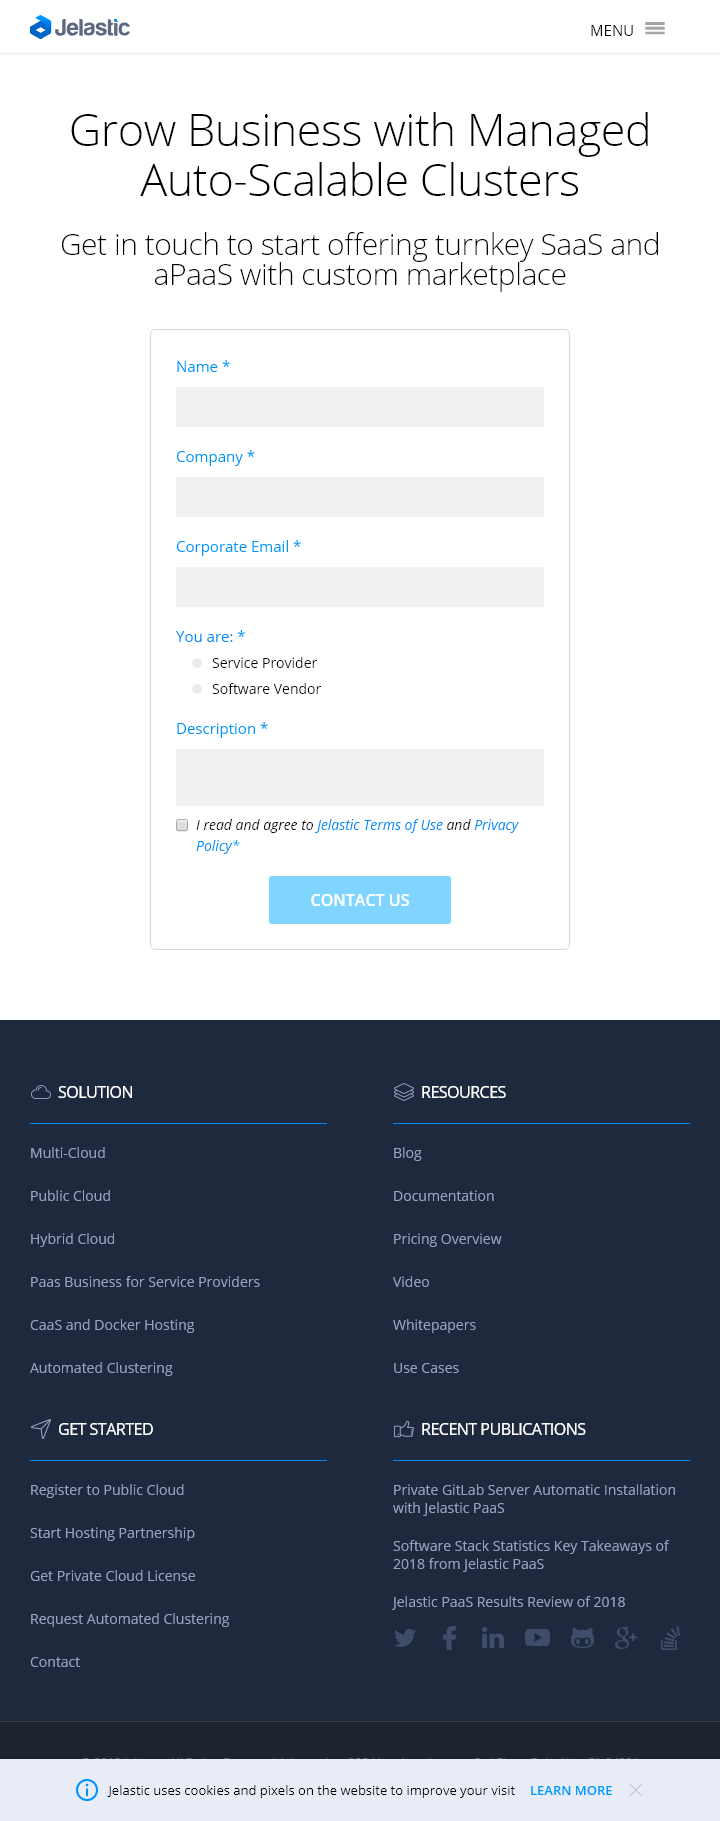 Jelastic
MENU
Grow Business with Managed
Auto-Scalable Clusters
Get in touch to start offering turnkey SaaS and
aPaaS with custom marketplace
Name *
Company *
Corporate Email *
You are: *
Service Provider
Software Vendor
Description *
I read and agree to Jelastic Terms of Use and Privacy
Policy*
CONTACT US
SOLUTION
Multi-Cloud
Public Cloud
Hybrid Cloud
Paas Business for Service Providers
CaaS and Docker Hosting
Automated Clustering
RESOURCES
Blog
Documentation
Pricing Overview
Video
Whitepapers
Use Cases
GET STARTED
Register to Public Cloud
Start Hosting Partnership
Get Private Cloud License
Request Automated Clustering
Contact
RECENT PUBLICATIONS
Private GitLab Server Automatic Installation
with Jelastic PaaS
Software Stack Statistics Key Takeaways of
2018 from Jelastic PaaS
Jelastic PaaS Results Review of 2018
Jelastic uses cookies and pixels on the website to improve your visit LEARN MORE